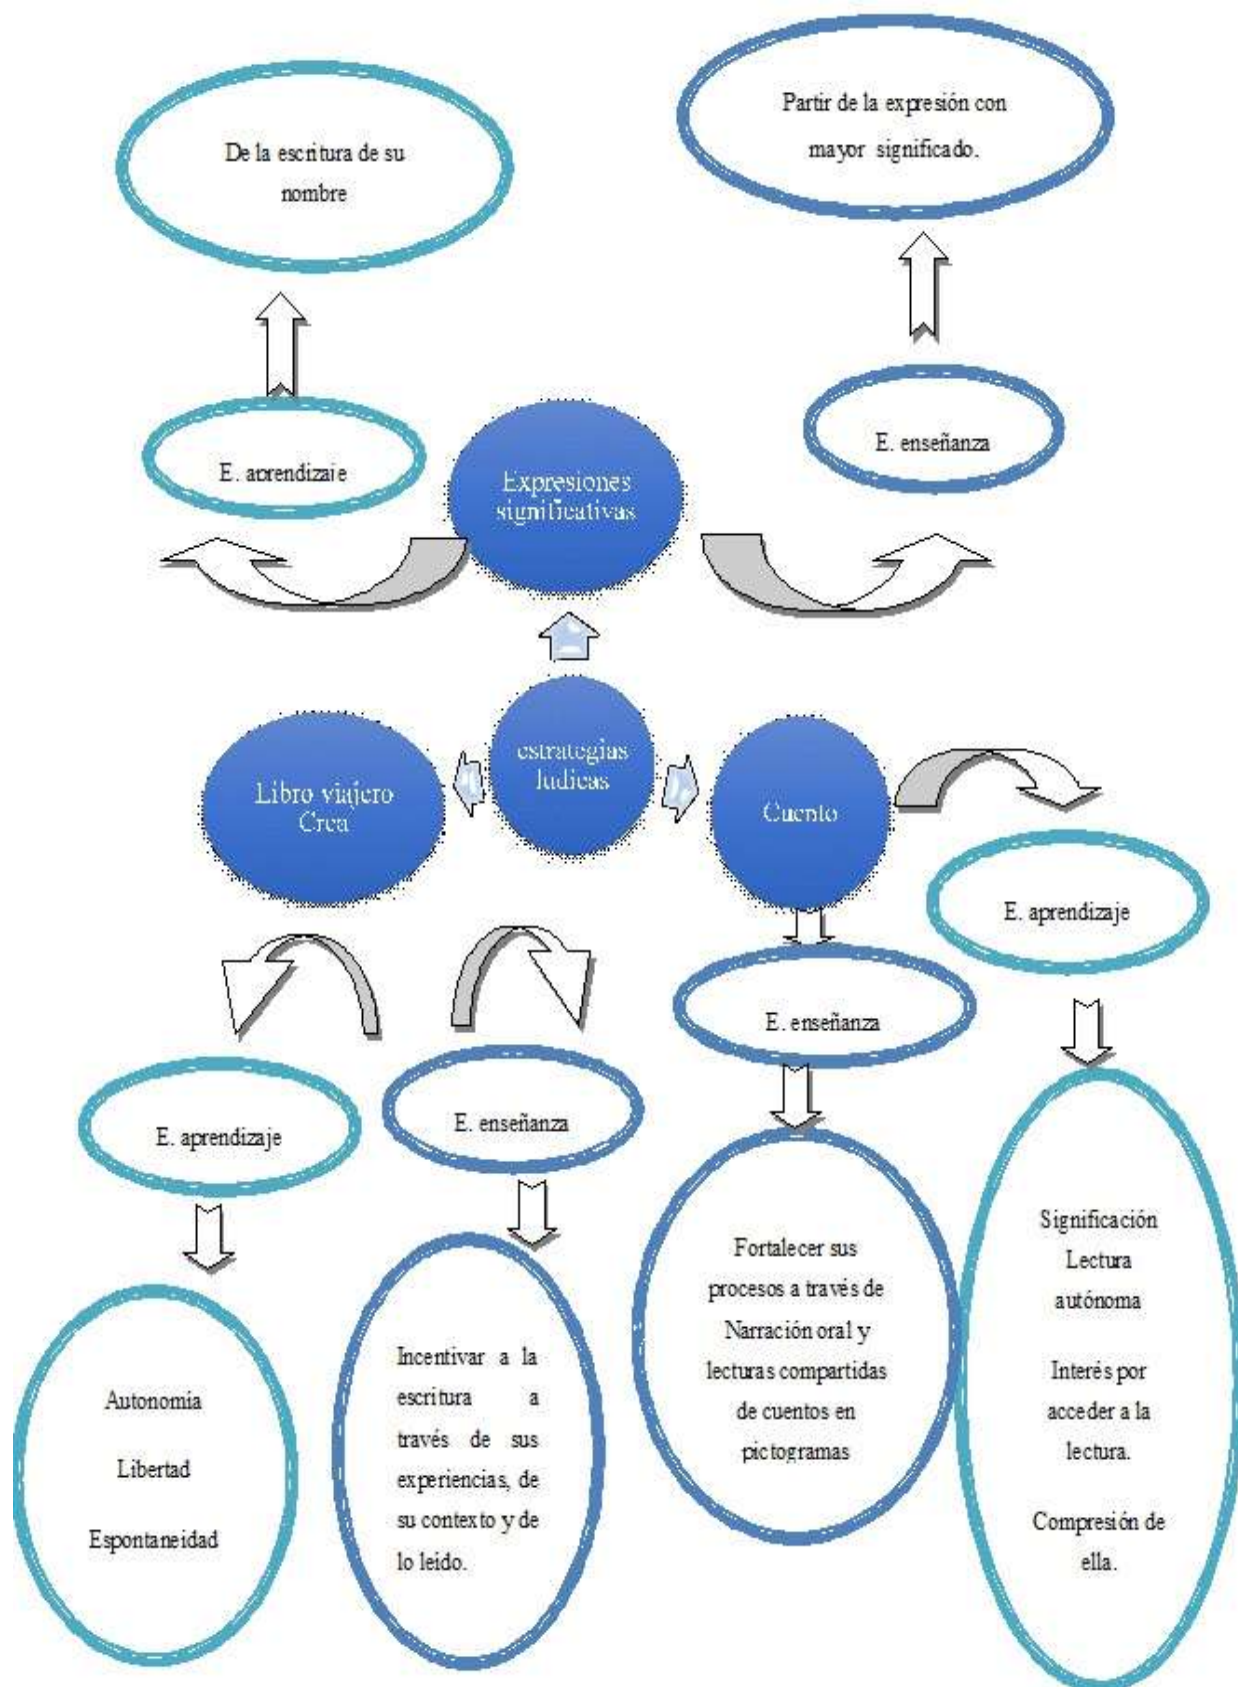 Partir de la expresión con
mayor significado.
De la escritura de su
nombre
E. enseñanza
E. aprendizaje
Expresiones
significativas
estrategias
ludicas
Libro viajero
Crea
Cuento
E. aprendizaje
E. enseñanza
E. aprendizaje
E. enseñanza
Autonomía
Libertad
Espontaneidad
Incentivar a la
escritura a
través de sus
experiencias, de
su contexto y de
lo leído.
Fortalecer sus
procesos a través de
Narración oral y
lecturas compartidas
de cuentos en
pictogramas
Significación
Lectura
autónoma
Interés por
acceder a la
lectura.
Compresión de
ella.